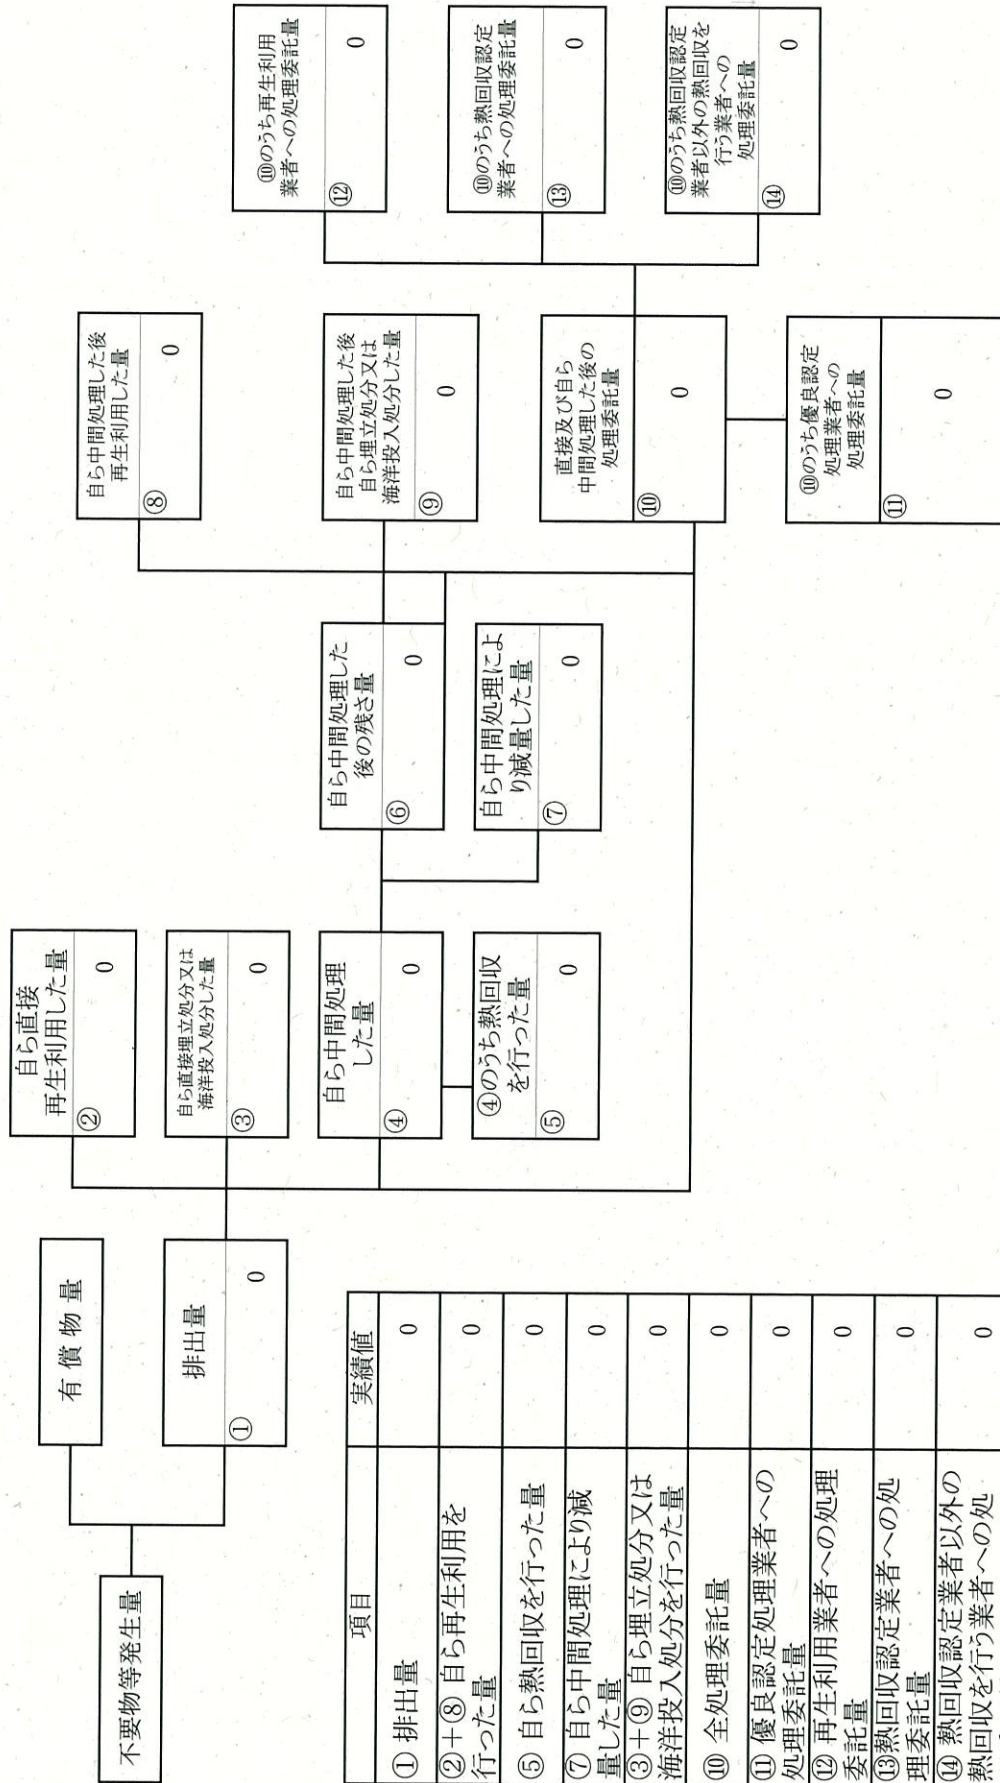 不要物等発生量
有償物量
排出量
① 0
自ら直接
再生利用した量
② 0
自ら直接埋立処分又は
海洋投入処分した量
③ 0
自ら中間処理
した量
④ 0
④のうち熱回収
を行った量
⑤ 0
自ら中間処理した
後の残さ量
⑥ 0
自ら中間処理によ
り減量した量
⑦ 0
自ら中間処理した後
再生利用した量
⑧ 0
自ら中間処理した後
自ら埋立処分又は
海洋投入処分した量
⑨ 0
直接及び自ら
中間処理した後の
処理委託量
⑩ 0
⑩のうち優良認定
処理業者への
処理委託量
⑪ 0
⑩のうち再生利用
業者への処理委託量
⑫ 0
⑩のうち熱回収認定
業者への処理委託量
⑬ 0
⑩のうち熱回収認定
業者以外の熱回収を
行う業者への
処理委託量
⑭ 0
項目 実績値
① 排出量 0
②+⑧ 自ら再生利用を
行った量 0
⑤ 自ら熱回収を行った量 0
⑦ 自ら中間処理により減
量した量 0
③+⑨ 自ら埋立処分又は
海洋投入処分を行った量 0
⑩ 全処理委託量 0
⑪ 優良認定処理業者への
処理委託量 0
⑫ 再生利用業者への処理
委託量 0
⑬熱回収認定業者への処
理委託量 0
⑭ 熱回収認定業者以外の
熱回収を行う業者への処 0